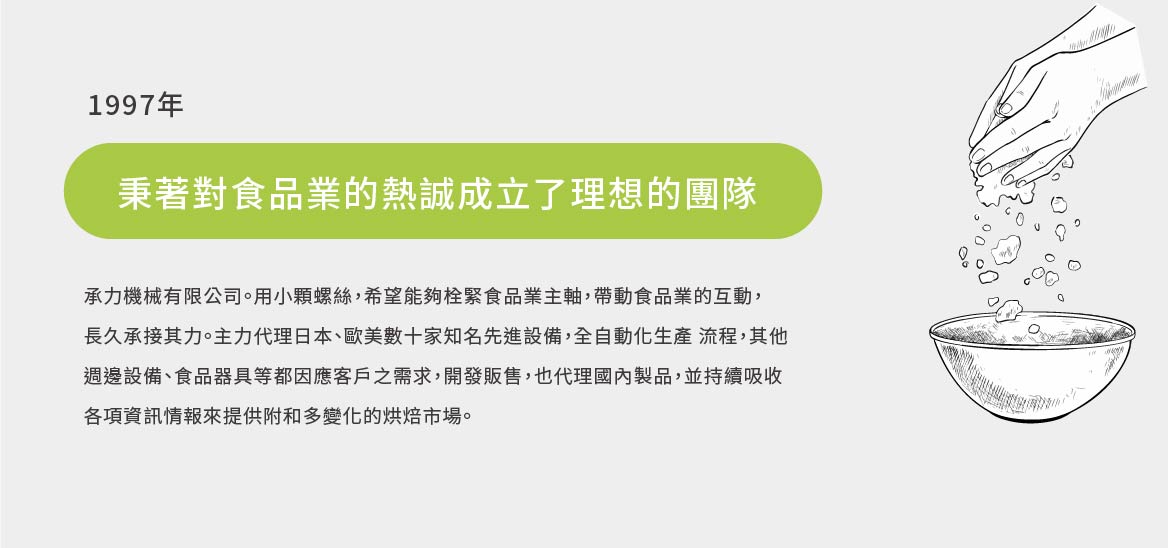 1997年
秉著對食品業的熱誠成立了理想的團隊
承力機械有限公司。用小顆螺絲，希望能夠栓緊食品業主軸，帶動食品業的互動，
長久承接其力。主力代理日本、歐美數十家知名先進設備，全自動化生產 流程，其他
週邊設備、食品器具等都因應客戶之需求，開發販售，也代理國內製品，並持續吸收
各項資訊情報來提供附和多變化的烘焙市場。